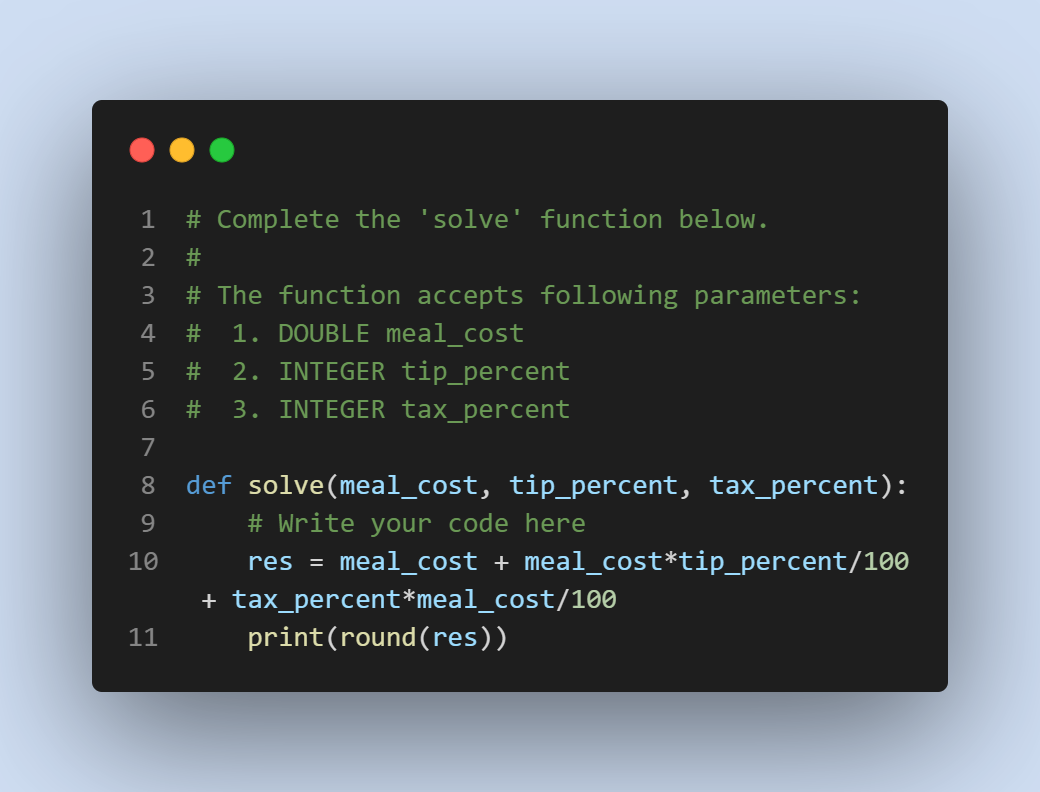 1 # Complete the 'solve' function below.
2 #
3 # The function accepts following parameters:
4 #  1. DOUBLE meal_cost
5 #  2. INTEGER tip_percent
6 #  3. INTEGER tax_percent
7
8 def solve(meal_cost, tip_percent, tax_percent):
9     # Write your code here
10     res = meal_cost + meal_cost*tip_percent/100
 + tax_percent*meal_cost/100
11     print(round(res))